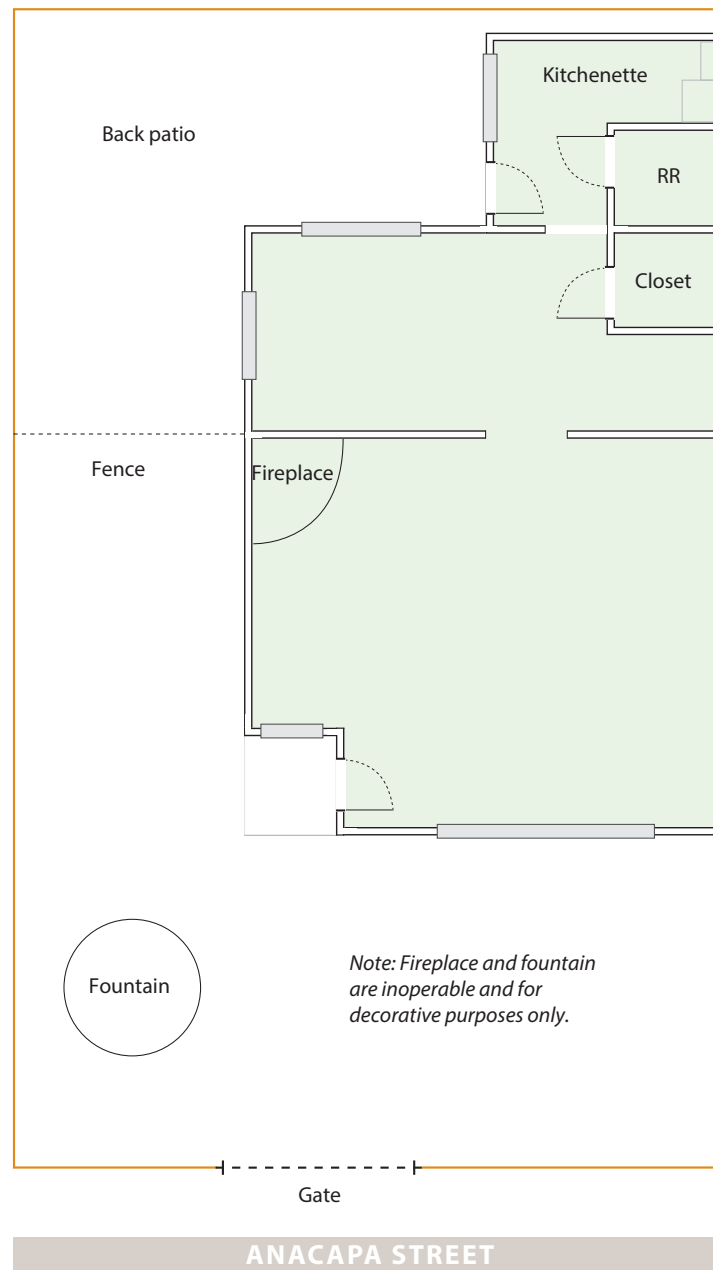 Kitchenette
Back patio
RR
Closet
Fence
Fireplace
Fountain
Note: Fireplace and fountain
are inoperable and for
decorative purposes only.
Gate
ANACAPA STREET